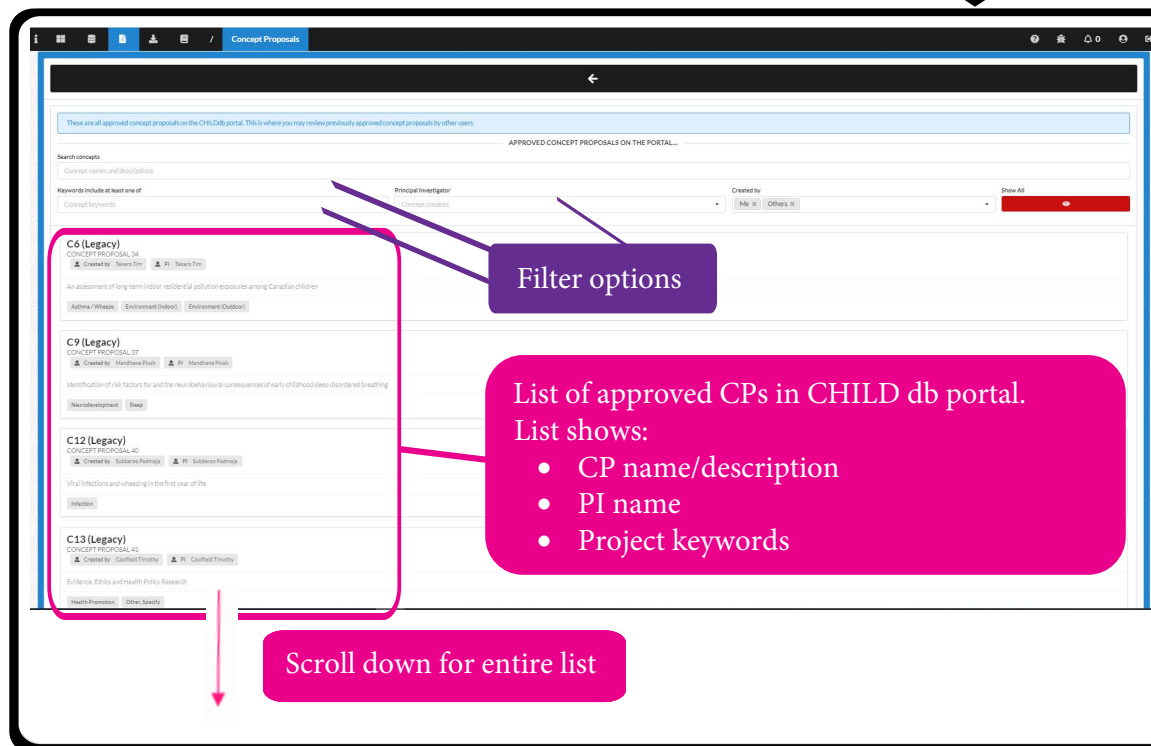 i / Concept Proposals 0
These are all approved concept proposals on the CHILDdb portal. This is where you may review previously approved concept proposals by other users.
APPROVED CONCEPT PROPOSALS ON THE PORTAL...
Search concepts
Concept names and descriptions
Keywords include at least one of Principal Investigator Created by Show All
Concept keywords Concept creators Me × Others ×
C6 (Legacy)
CONCEPT PROPOSAL 34
Created by Takaro Tim PI Takaro Tim
An assessment of long-term indoor residential pollution exposures among Canadian children
Asthma / Wheeze Environment (Indoor) Environment (Outdoor)
Filter options
C9 (Legacy)
CONCEPT PROPOSAL 37
Created by Mandhane Piush PI Mandhane Piush
Identification of risk factors for and the neurobehavioural consequences of early childhood sleep disordered breathing
Neurodevelopment Sleep
C12 (Legacy)
CONCEPT PROPOSAL 40
Created by Subbarao Padmaja PI Subbarao Padmaja
Viral infections and wheezing in the first year of life
Infection
C13 (Legacy)
CONCEPT PROPOSAL 41
Created by Caulfield Timothy PI Caulfield Timothy
Evidence, Ethics and Health Policy Research
Health Promotion Other, Specify
List of approved CPs in CHILD db portal.
List shows:
• CP name/description
• PI name
• Project keywords
Scroll down for entire list